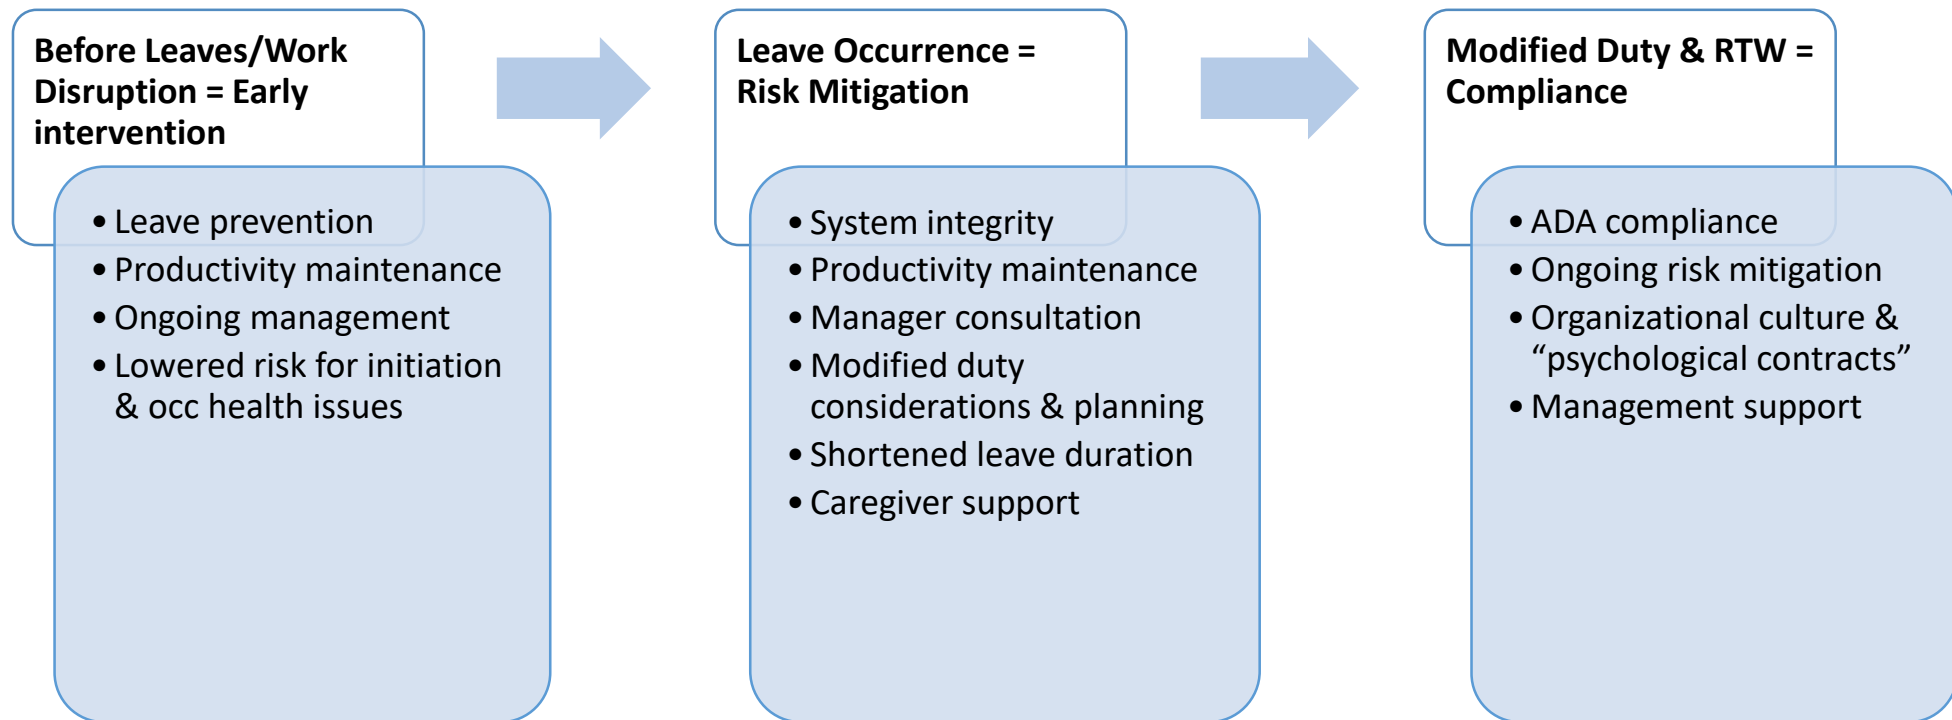 Before Leaves/Work
Disruption = Early
intervention
• Leave prevention
• Productivity maintenance
• Ongoing management
• Lowered risk for initiation
& occ health issues
Leave Occurrence =
Risk Mitigation
• System integrity
• Productivity maintenance
• Manager consultation
• Modified duty
considerations & planning
• Shortened leave duration
• Caregiver support
Modified Duty & RTW =
Compliance
• ADA compliance
• Ongoing risk mitigation
• Organizational culture &
“psychological contracts”
• Management support